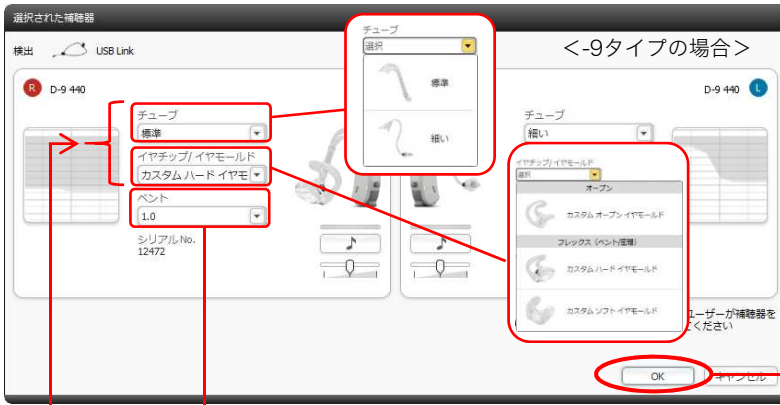 選択された補聴器
検出 USB Link
<-9タイプの場合>
R D-9 440
チューブ
標準
イヤチップ/ イヤモールド
カスタム ハード イヤモ
ベント
1.0
シリアル No.
12472
チューブ
選択
標準
細い
D-9 440 L
チューブ
細い
イヤチップ/ イヤモールド
選択
オープン
カスタム オープン イヤモールド
フレックス (ベント/密種)
カスタム ハード イヤモールド
カスタム ソフト イヤモールド
ユーザーが補聴器を
ください
OK
キャンセル